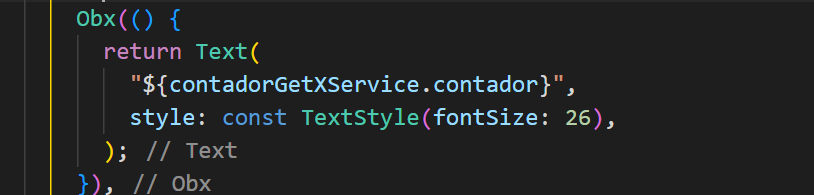 Obx(() {
return Text(
"${contadorGetXService.contador}",
style: const TextStyle(fontSize: 26),
); // Text
}), // Obx